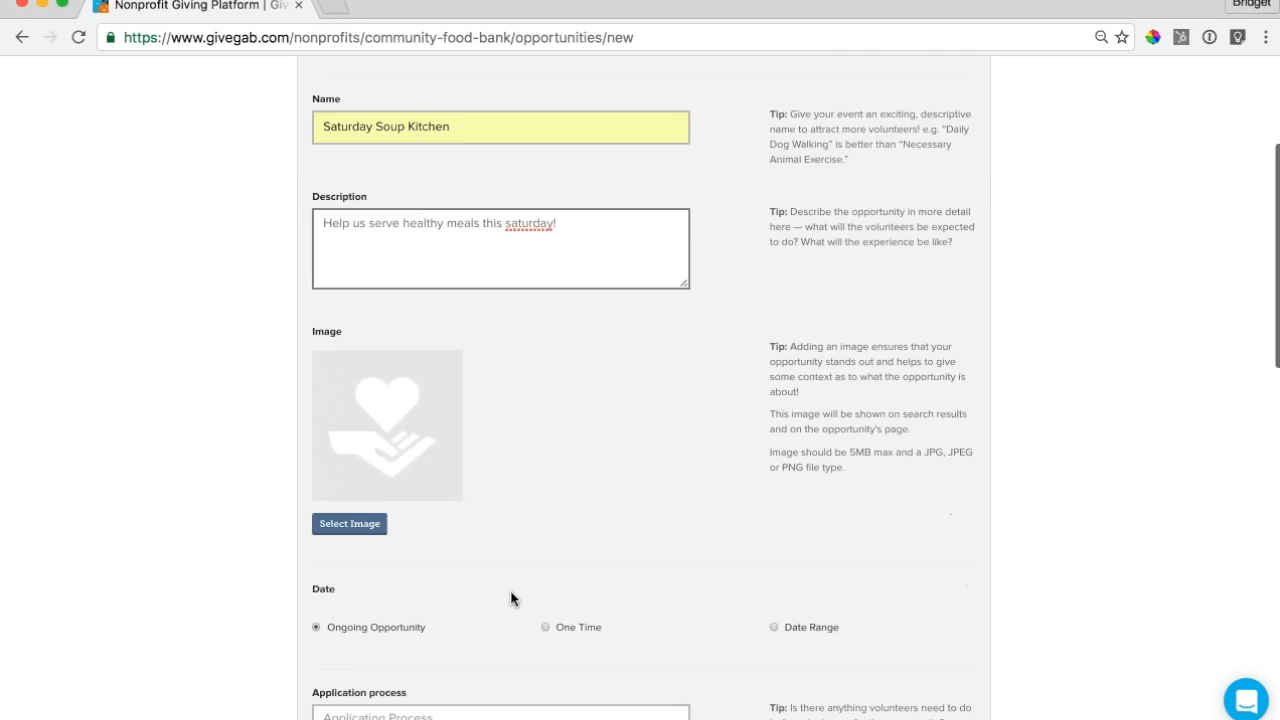 Nonprofit Giving Platform | Giv
Bridget
https://www.givegab.com/nonprofits/community-food-bank/opportunities/new
Name
Saturday Soup Kitchen
Tip: Give your event an exciting, descriptive
name to attract more volunteers! e.g. “Daily
Dog Walking” is better than “Necessary
Animal Exercise.”
Description
Help us serve healthy meals this saturday!
Tip: Describe the opportunity in more detail
here — what will the volunteers be expected
to do? What will the experience be like?
Image
Tip: Adding an image ensures that your
opportunity stands out and helps to give
some context as to what the opportunity is
about!
This image will be shown on search results
and on the opportunity's page.
Image should be 5MB max and a JPG, JPEG
or PNG file type.
Select Image
Date
Ongoing Opportunity
One Time
Date Range
Application process
Application Process
Tip: Is there anything volunteers need to do